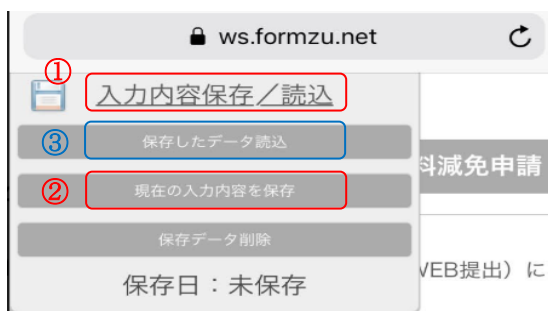 ws.formzu.net
①
入力内容保存/読込
③
保存したデータ読込
料減免申請
②
現在の入力内容を保存
保存データ削除
WEB提出）に
保存日：未保存